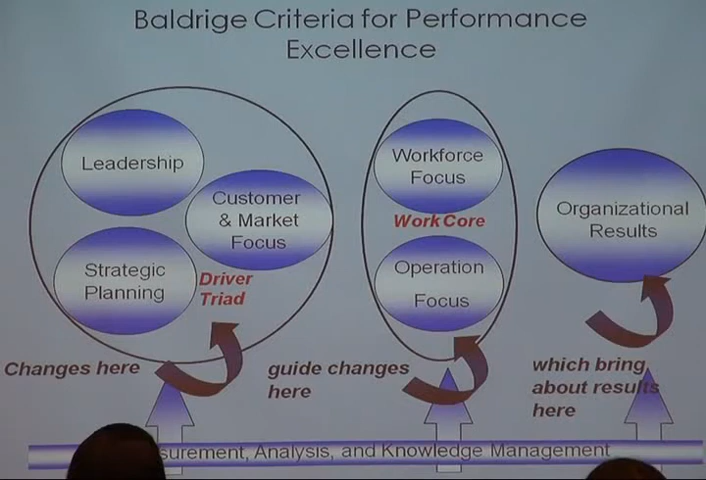 Baldrige Criteria for Performance
Excellence
Leadership
Customer
& Market
Focus
Strategic
Planning
Driver
Triad
Workforce
Focus
Work Core
Operation
Focus
Organizational
Results
Changes here
guide changes
here
which bring
about results
here
surement, Analysis, and Knowledge Management